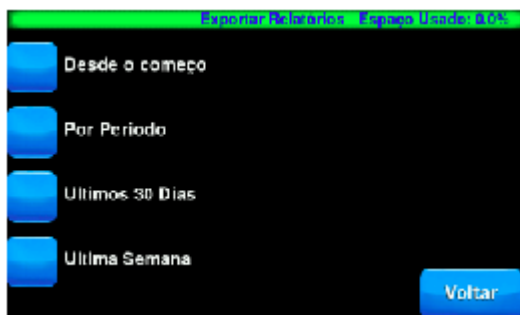 Exportar Relatórios Espaço Usado: 0.0%
Desde o começo
Por Periodo
Ultimos 30 Dias
Ultima Semana
Voltar